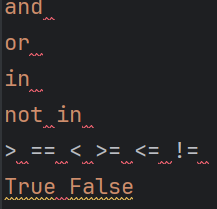 and
or
in
not in
> == < >= <= !=
True False